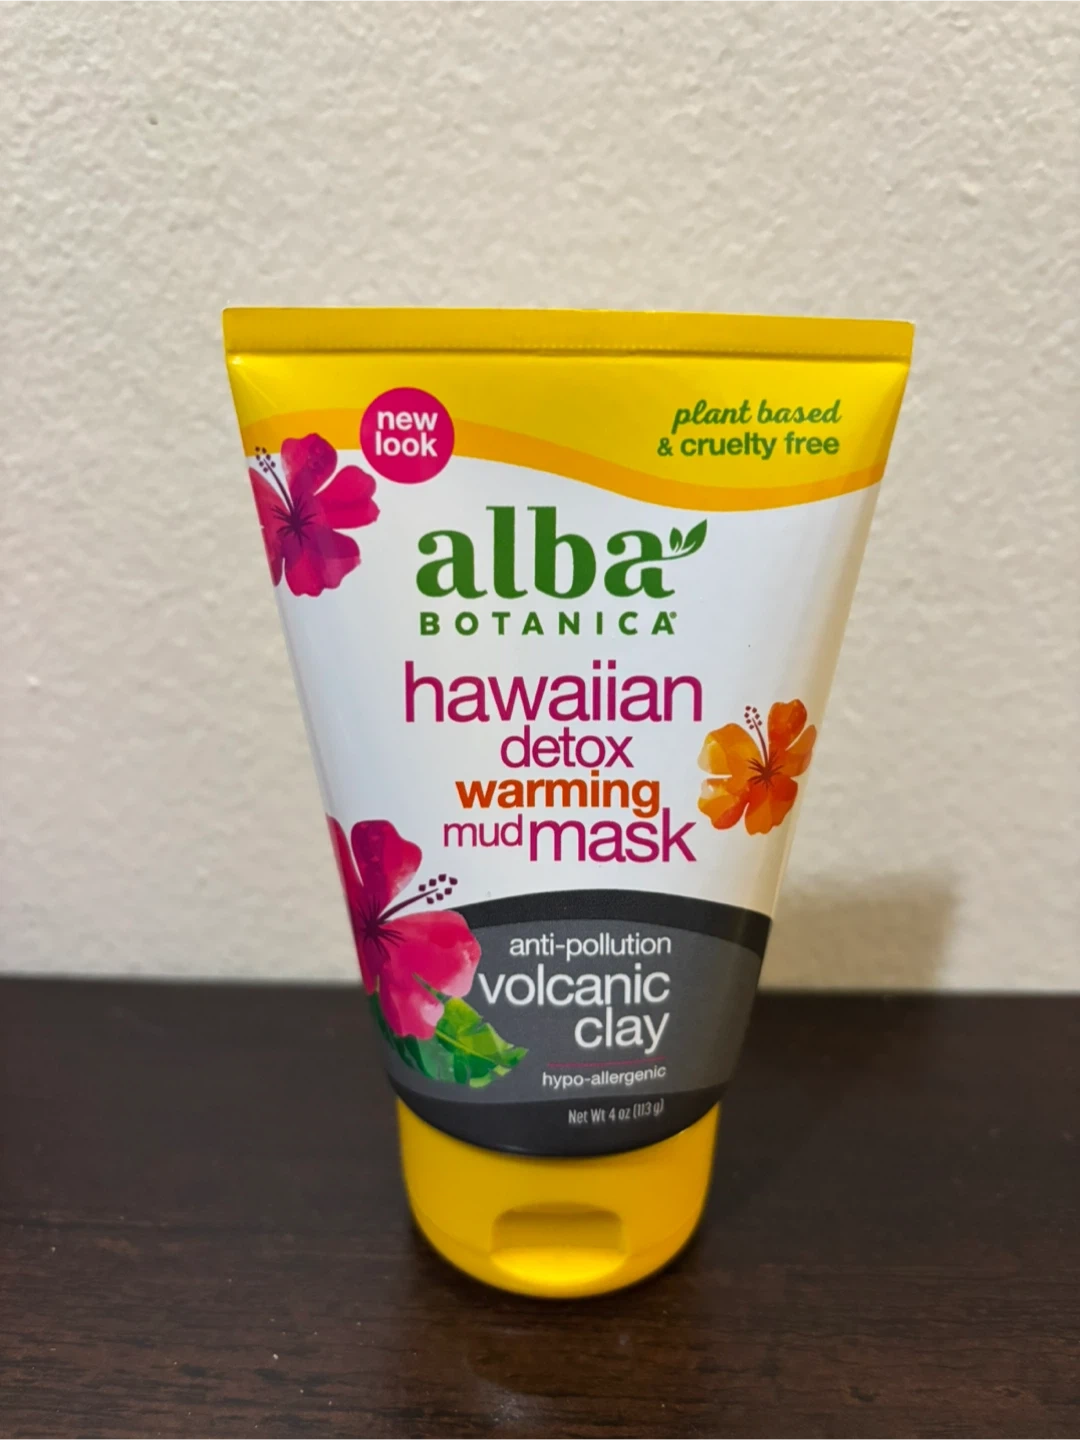 new
look
plant based
& cruelty free
alba
BOTANICA®
hawaiian
detox
warming
mud mask
anti-pollution
volcanic
clay
hypo-allergenic
Net Wt 4 oz (113 g)